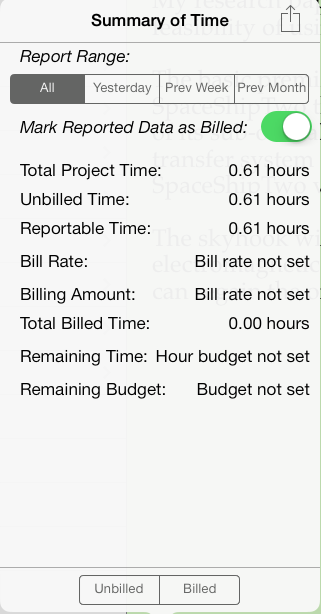 Summary of Time
Report Range:
All Yesterday Prev Week Prev Month
Mark Reported Data as Billed:
Total Project Time: 0.61 hours
Unbilled Time: 0.61 hours
Reportable Time: 0.61 hours
Bill Rate: Bill rate not set
Billing Amount: Bill rate not set
Total Billed Time: 0.00 hours
Remaining Time: Hour budget not set
Remaining Budget: Budget not set
Unbilled Billed